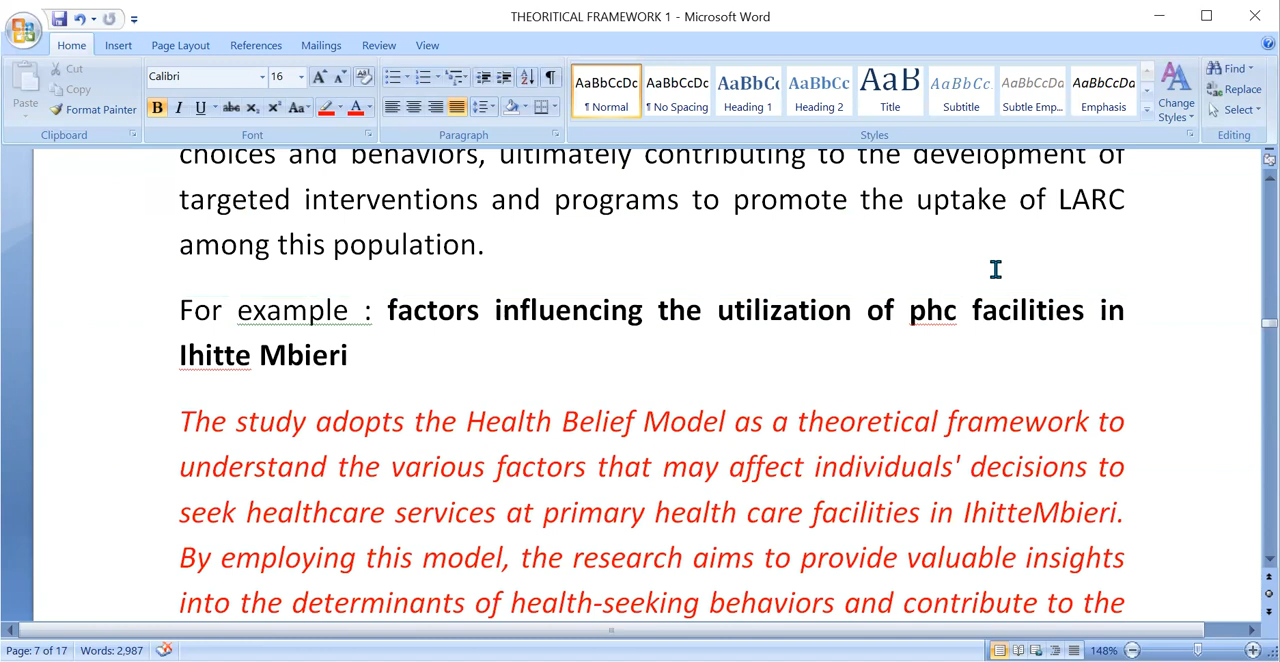 THEORITICAL FRAMEWORK 1 - Microsoft Word
Home Insert Page Layout References Mailings Review View
Paste
Cut
Copy
Format Painter
Clipboard
Calibri 16
Font
Paragraph
AaBbCcDc AaBbCcDc AaBbCc AaBbCc AaB AaBbCc. AaBbCcDa AaBbCcDa
¶ Normal ¶ No Spacing Heading 1 Heading 2 Title Subtitle Subtle Emp... Emphasis
Styles
Change
Styles
Find
Replace
Select
Editing
choices and behaviors, ultimately contributing to the development of
targeted interventions and programs to promote the uptake of LARC
among this population.
For example : factors influencing the utilization of phc facilities in
Ihitte Mbieri
The study adopts the Health Belief Model as a theoretical framework to
understand the various factors that may affect individuals' decisions to
seek healthcare services at primary health care facilities in IhitteMbieri.
By employing this model, the research aims to provide valuable insights
into the determinants of health-seeking behaviors and contribute to the
Page: 7 of 17 Words: 2,987 148%